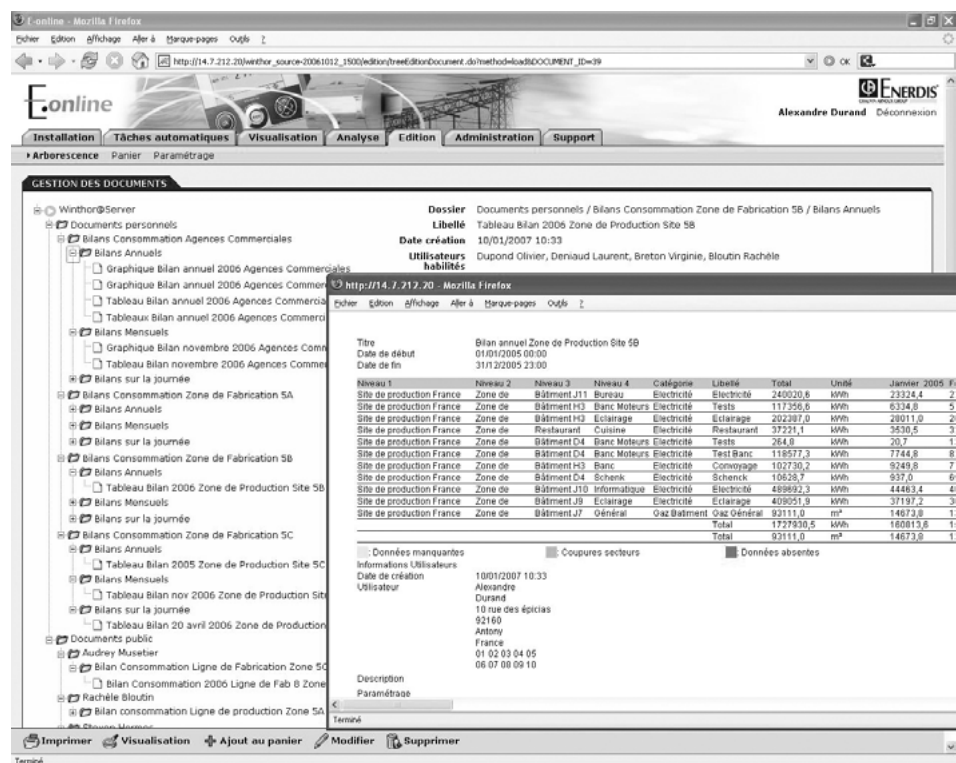 E-online - Mozilla Firefox
Fichier Edition Affichage Aller à Marque-pages Outils ?
http://14.7.212.20/winthor_source-20061012_1500/edition/treeEditionDocument.do?method=load&DOCUMENT_ID=39
OK
E.online
ENERDIS
Alexandre Durand Déconnexion
Installation Tâches automatiques Visualisation Analyse Edition Administration Support
Arborescence Panier Paramétrage
GESTION DES DOCUMENTS
Winthor@Server
Documents personnels
Bilans Consommation Agences Commerciales
Bilans Annuels
Graphique Bilan annuel 2006 Agences Commerciales
Graphique Bilan annuel 2006 Agences Comme
Tableau Bilan annuel 2006 Agences Commercia
Tableaux Bilan annuel 2006 Agences Commerci
Bilans Mensuels
Graphique Bilan novembre 2006 Agences Comm
Tableau Bilan novembre 2006 Agences Commer
Bilans sur la journée
Bilans Consommation Zone de Fabrication 5A
Bilans Annuels
Bilans Mensuels
Bilans sur la journée
Bilans Consommation Zone de Fabrication 5B
Bilans Annuels
Tableau Bilan 2006 Zone de Production Site 5B
Bilans Mensuels
Bilans sur la journée
Bilans Consommation Zone de Fabrication 5C
Bilans Annuels
Tableau Bilan 2005 Zone de Production Site 5C
Bilans Mensuels
Tableau Bilan nov 2006 Zone de Production Sit
Bilans sur la journée
Tableau Bilan 20 avril 2006 Zone de Production
Documents public
Audrey Musetier
Bilan Consommation Ligne de Fabrication Zone 5C
Bilan Consommation 2006 Ligne de Fab 8 Zone
Rachèle Bloutin
Bilan consommation Ligne de production Zone 5A
Dossier Documents personnels / Bilans Consommation Zone de Fabrication 5B / Bilans Annuels
Libellé Tableau Bilan 2006 Zone de Production Site 5B
Date création 10/01/2007 10:33
Utilisateurs habilités Dupond Olivier, Deniaud Laurent, Breton Virginie, Bloutin Rachèle
http://14.7.212.20 - Mozilla Firefox
Fichier Edition Affichage Aller à Marque-pages Outils ?
Titre Bilan annuel Zone de Production Site 5B
Date de début 01/01/2005 00:00
Date de fin 31/12/2005 23:00
Niveau 1 Niveau 2 Niveau 3 Niveau 4 Catégorie Libellé Total Unité Janvier 2005
Site de production France Zone de Bâtiment J11 Bureau Electricité Electricité 240020,6 kWh 23324,4
Site de production France Zone de Bâtiment H3 Banc Moteurs Electricité Tests 117356,6 kWh 6334,8
Site de production France Zone de Bâtiment H3 Eclairage Electricité Eclairage 202387,0 kWh 28011,0
Site de production France Zone de Restaurant Cuisine Electricité Restaurant 37221,1 kWh 3530,5
Site de production France Zone de Bâtiment D4 Banc Moteurs Electricité Tests 264,8 kWh 20,7
Site de production France Zone de Bâtiment D4 Banc Moteurs Electricité Test Banc 118577,3 kWh 7744,8
Site de production France Zone de Bâtiment H3 Banc Electricité Convoyage 102730,2 kWh 9249,8
Site de production France Zone de Bâtiment D4 Schenk Electricité Schenck 10628,7 kWh 937,0
Site de production France Zone de Bâtiment J10 Informatique Electricité Electricité 489692,3 kWh 44463,4
Site de production France Zone de Bâtiment J9 Eclairage Electricité Eclairage 409051,9 kWh 37197,2
Site de production France Zone de Bâtiment J7 Général Gaz Batiment Gaz Général 93111,0 m³ 14673,8
Total 1727930,5 kWh 160813,6
Total 93111,0 m³ 14673,8
: Données manquantes : Coupures secteurs : Données absentes
Informations Utilisateurs
Date de création 10/01/2007 10:33
Utilisateur Alexandre
Durand
10 rue des épicias
92160
Antony
France
01 02 03 04 05
06 07 08 09 10
Description
Paramétrage
Terminé
Imprimer Visualisation Ajout au panier Modifier Supprimer
Terminé